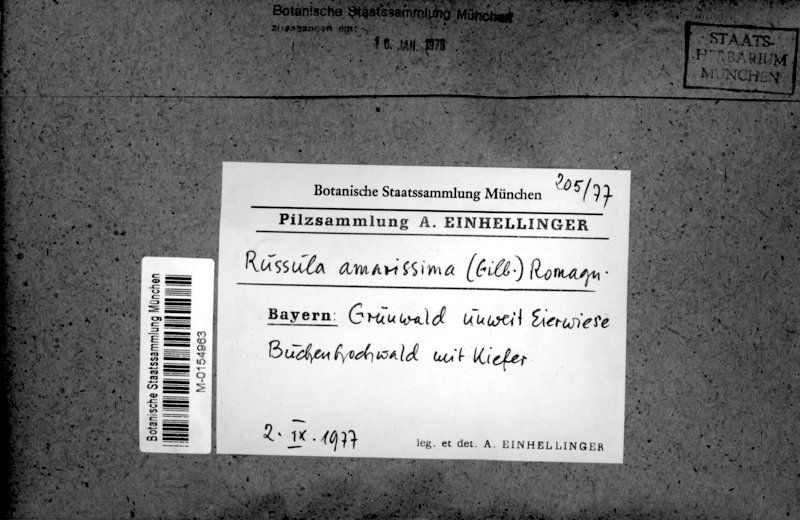 Botanische Staatssammlung München
zugegangen am:
16. JAN. 1978
STAATS-
HERBARIUM
MÜNCHEN
Botanische Staatssammlung München
205/77
Pilzsammlung A. EINHELLINGER
Russula amarissima (Gilb.) Romagn.
Bayern: Grünwald unweit Eierwiese
Buchenhochwald mit Kiefer
2. IX. 1977
leg. et det. A. EINHELLINGER
Botanische Staatssammlung München
M-0154963